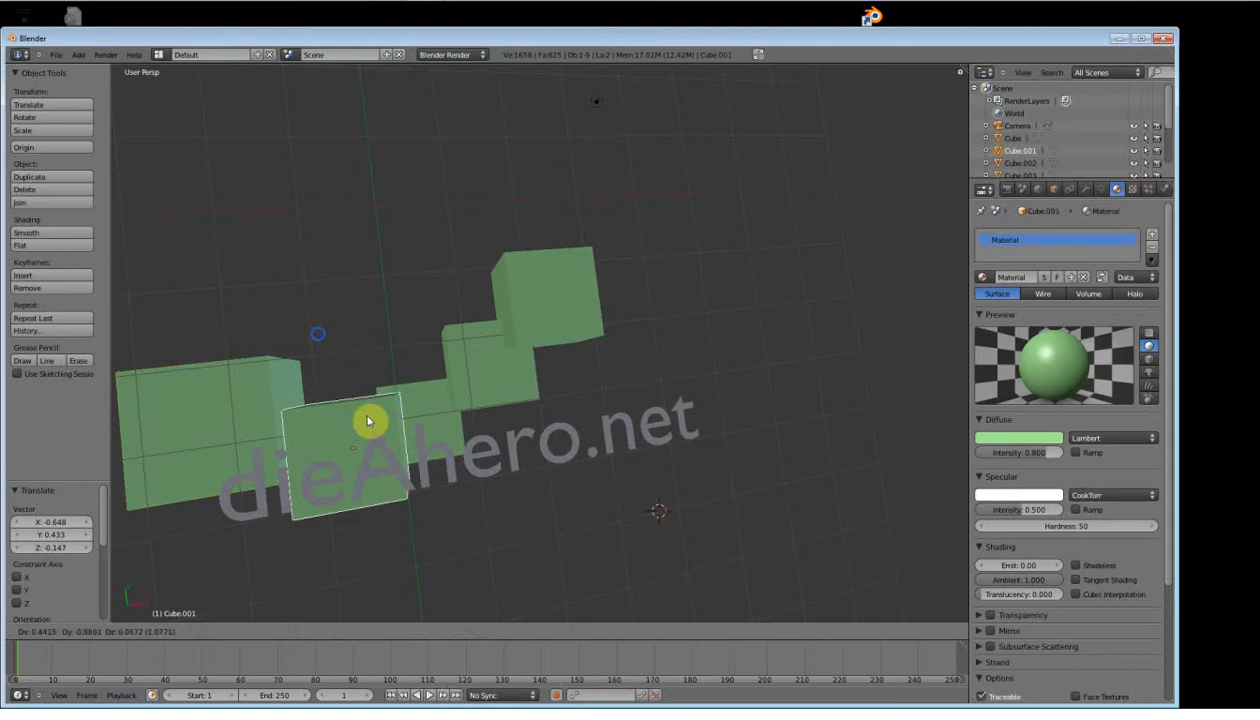 Blender
File Add Render Help Default Scene Blender Render Ve:1658 | Fa:825 | Ob:1-9 | La:2 | Mem:17.02M (12.42M) | Cube.001
Object Tools
Transform:
Translate
Rotate
Scale
Origin
Object:
Duplicate
Delete
Join
Shading:
Smooth
Flat
Keyframes:
Insert
Remove
Repeat:
Repeat Last
History...
Grease Pencil:
Draw Line Erase
Use Sketching Sessio
Translate
Vector
X: -0.648
Y: 0.433
Z: -0.147
Constraint Axis
X
Y
Z
Orientation
User Persp
dieAhero.net
(1) Cube.001
Dx: 0.4415 Dy: -0.9801 Dz: 0.0672 (1.0771)
0 10 20 30 40 50 60 70 80 90 100 110 120 130 140 150 160 170 180 190 200 210 220 230 240 250
View Marker Playback Start: 1 End: 250 1 No Sync
View Search All Scenes
Scene
RenderLayers
World
Camera
Cube
Cube.001
Cube.002
Cube.003
Cube.001 Material
Material
Material 5 F Data
Surface Wire Volume Halo
Preview
Diffuse
Lambert
Intensity: 0.800 Ramp
Specular
CookTorr
Intensity: 0.500 Ramp
Hardness: 50
Shading
Emit: 0.00 Shadeless
Ambient: 1.000 Tangent Shading
Translucency: 0.000 Cubic Interpolation
Transparency
Mirror
Subsurface Scattering
Strand
Options
Traceable Face Textures